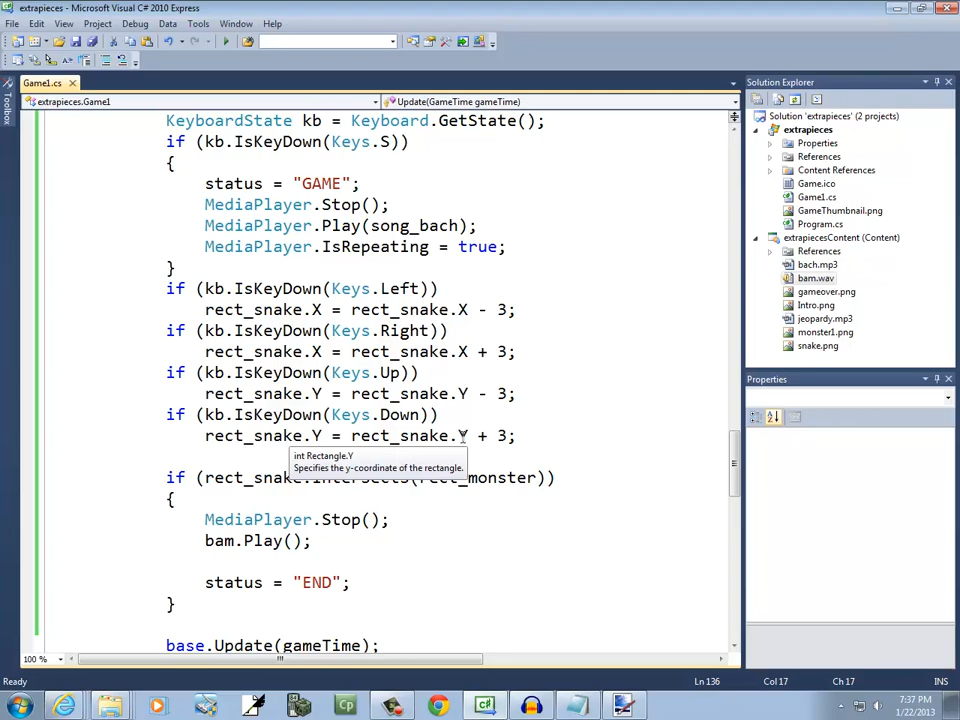 extrapieces - Microsoft Visual C# 2010 Express
File Edit View Project Debug Data Tools Window Help
Game1.cs
Solution Explorer
extrapieces.Game1
Update(GameTime gameTime)
Toolbox
KeyboardState kb = Keyboard.GetState();
if (kb.IsKeyDown(Keys.S))
{
status = "GAME";
MediaPlayer.Stop();
MediaPlayer.Play(song_bach);
MediaPlayer.IsRepeating = true;
}
if (kb.IsKeyDown(Keys.Left))
rect_snake.X = rect_snake.X - 3;
if (kb.IsKeyDown(Keys.Right))
rect_snake.X = rect_snake.X + 3;
if (kb.IsKeyDown(Keys.Up))
rect_snake.Y = rect_snake.Y - 3;
if (kb.IsKeyDown(Keys.Down))
rect_snake.Y = rect_snake.Y + 3;
int Rectangle.Y
Specifies the y-coordinate of the rectangle.
if (rect_snake.Intersects(rect_monster))
{
MediaPlayer.Stop();
bam.Play();
status = "END";
}
base.Update(gameTime);
100 %
Solution 'extrapieces' (2 projects)
extrapieces
Properties
References
Content References
Game.ico
Game1.cs
GameThumbnail.png
Program.cs
extrapiecesContent (Content)
References
bach.mp3
bam.wav
gameover.png
Intro.png
jeopardy.mp3
monster1.png
snake.png
Properties
Ready
Ln 136 Col 17 Ch 17 INS
Cp
7:37 PM
1/22/2013